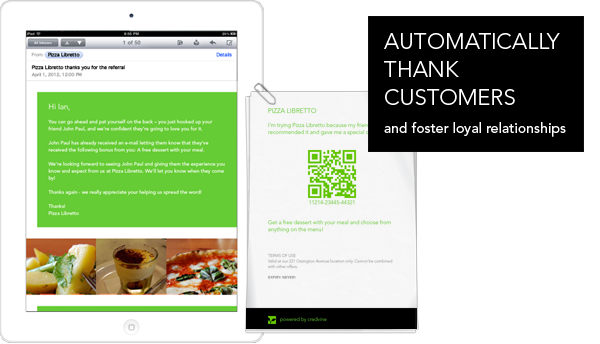 iPad
9:36 PM
21%
All Inboxes
1 of 50
From: Pizza Libretto
Details
Pizza Libretto thanks you for the referral
April 1, 2012, 12:00 PM
Hi Ian,
You can go ahead and pat yourself on the back – you just hooked up your
friend John Paul, and we're confident they're going to love you for it.
John Paul has already received an e-mail letting them know that they've
received the following bonus from you: A free dessert with your meal.
We're looking forward to seeing John Paul and giving them the experience you
know and expect from us at Pizza Libretto. We'll let you know when they come
by!
Thanks again - we really appreciate your helping us spread the word!
Thanks!
Pizza Libretto
PIZZA LIBRETTO
I'm trying Pizza Libretto because my frien
recommended it and gave me a special
11214-23445-44321
Get a free dessert with your meal and choose from
anything on the menu!
TERMS OF USE
Valid at our 221 Ossington Avenue location only. Cannot be combined
with other offers.
EXPIRY: NEVER!
powered by credvine
AUTOMATICALLY
THANK
CUSTOMERS
and foster loyal relationships